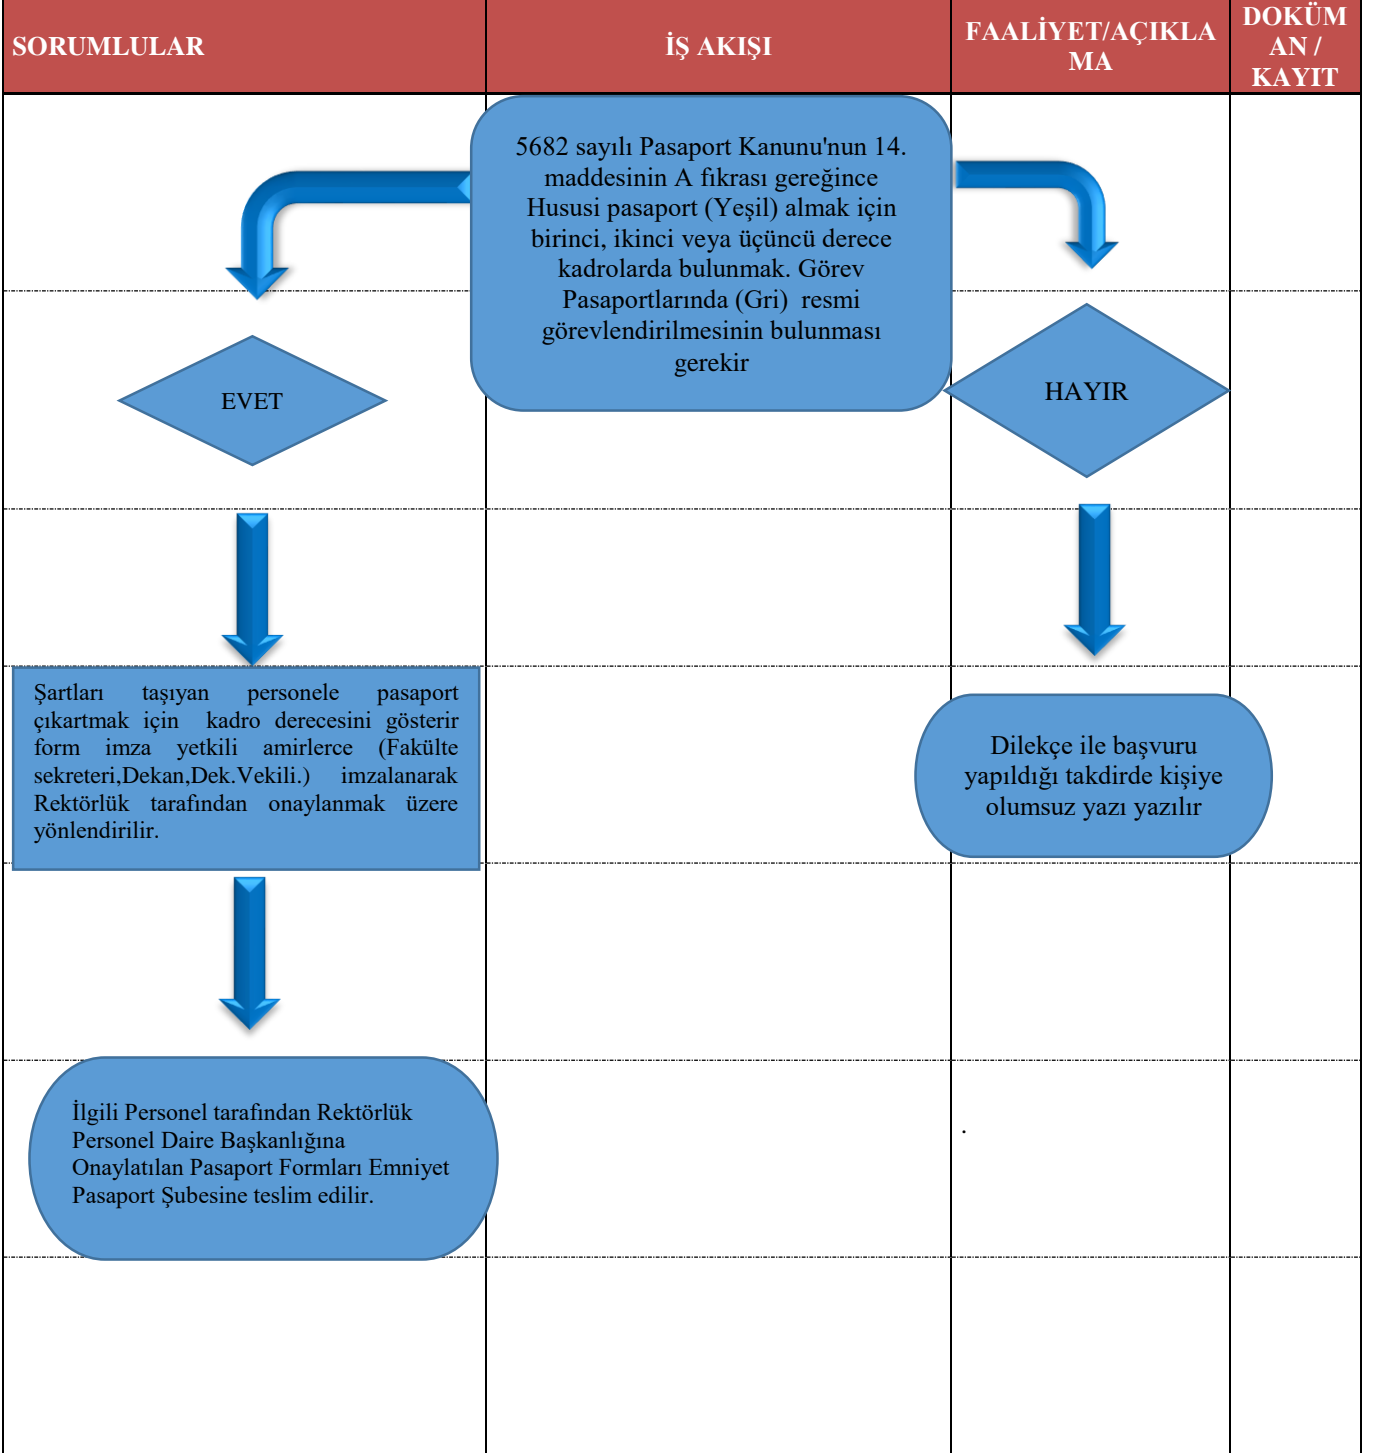 SORUMLULAR
İŞ AKIŞI
FAALİYET/AÇIKLA
MA
DOKÜM
AN /
KAYIT
5682 sayılı Pasaport Kanunu'nun 14.
maddesinin A fıkrası gereğince
Hususi pasaport (Yeşil) almak için
birinci, ikinci veya üçüncü derece
kadrolarda bulunmak. Görev
Pasaportlarında (Gri) resmi
görevlendirilmesinin bulunması
gerekir
EVET
HAYIR
Şartları taşıyan personele pasaport
çıkartmak için kadro derecesini gösterir
form imza yetkili amirlerce (Fakülte
sekreteri,Dekan,Dek.Vekili.) imzalanarak
Rektörlük tarafından onaylanmak üzere
yönlendirilir.
Dilekçe ile başvuru
yapıldığı takdirde kişiye
olumsuz yazı yazılır
İlgili Personel tarafından Rektörlük
Personel Daire Başkanlığına
Onaylatılan Pasaport Formları Emniyet
Pasaport Şubesine teslim edilir.
.